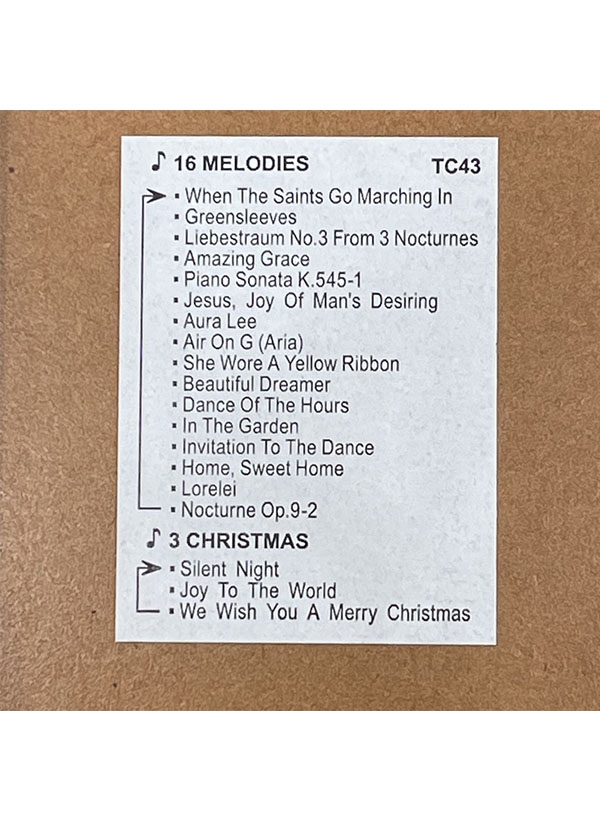 ♪ 16 MELODIES TC43
▪ When The Saints Go Marching In
▪ Greensleeves
▪ Liebestraum No.3 From 3 Nocturnes
▪ Amazing Grace
▪ Piano Sonata K.545-1
▪ Jesus, Joy Of Man's Desiring
▪ Aura Lee
▪ Air On G (Aria)
▪ She Wore A Yellow Ribbon
▪ Beautiful Dreamer
▪ Dance Of The Hours
▪ In The Garden
▪ Invitation To The Dance
▪ Home, Sweet Home
▪ Lorelei
▪ Nocturne Op.9-2
♪ 3 CHRISTMAS
▪ Silent Night
▪ Joy To The World
▪ We Wish You A Merry Christmas